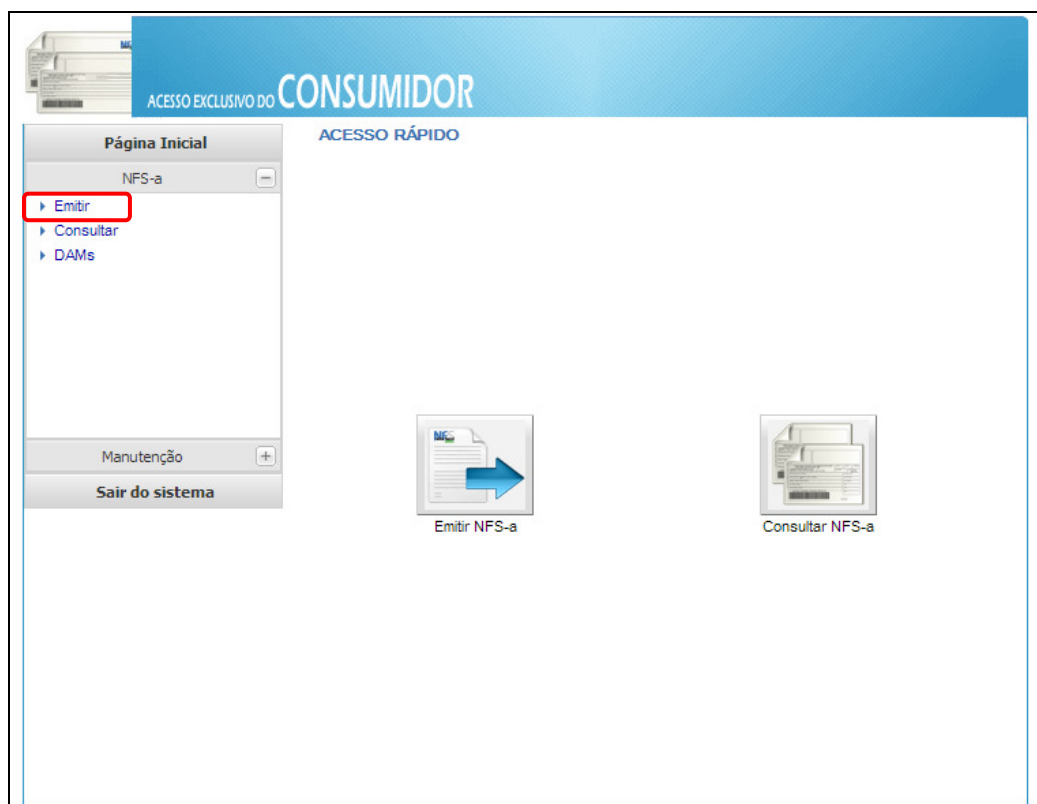 ACESSO EXCLUSIVO DO CONSUMIDOR
Página Inicial
NFS-a
Emitir
Consultar
DAMs
Manutenção
Sair do sistema
ACESSO RÁPIDO
Emitir NFS-a
Consultar NFS-a